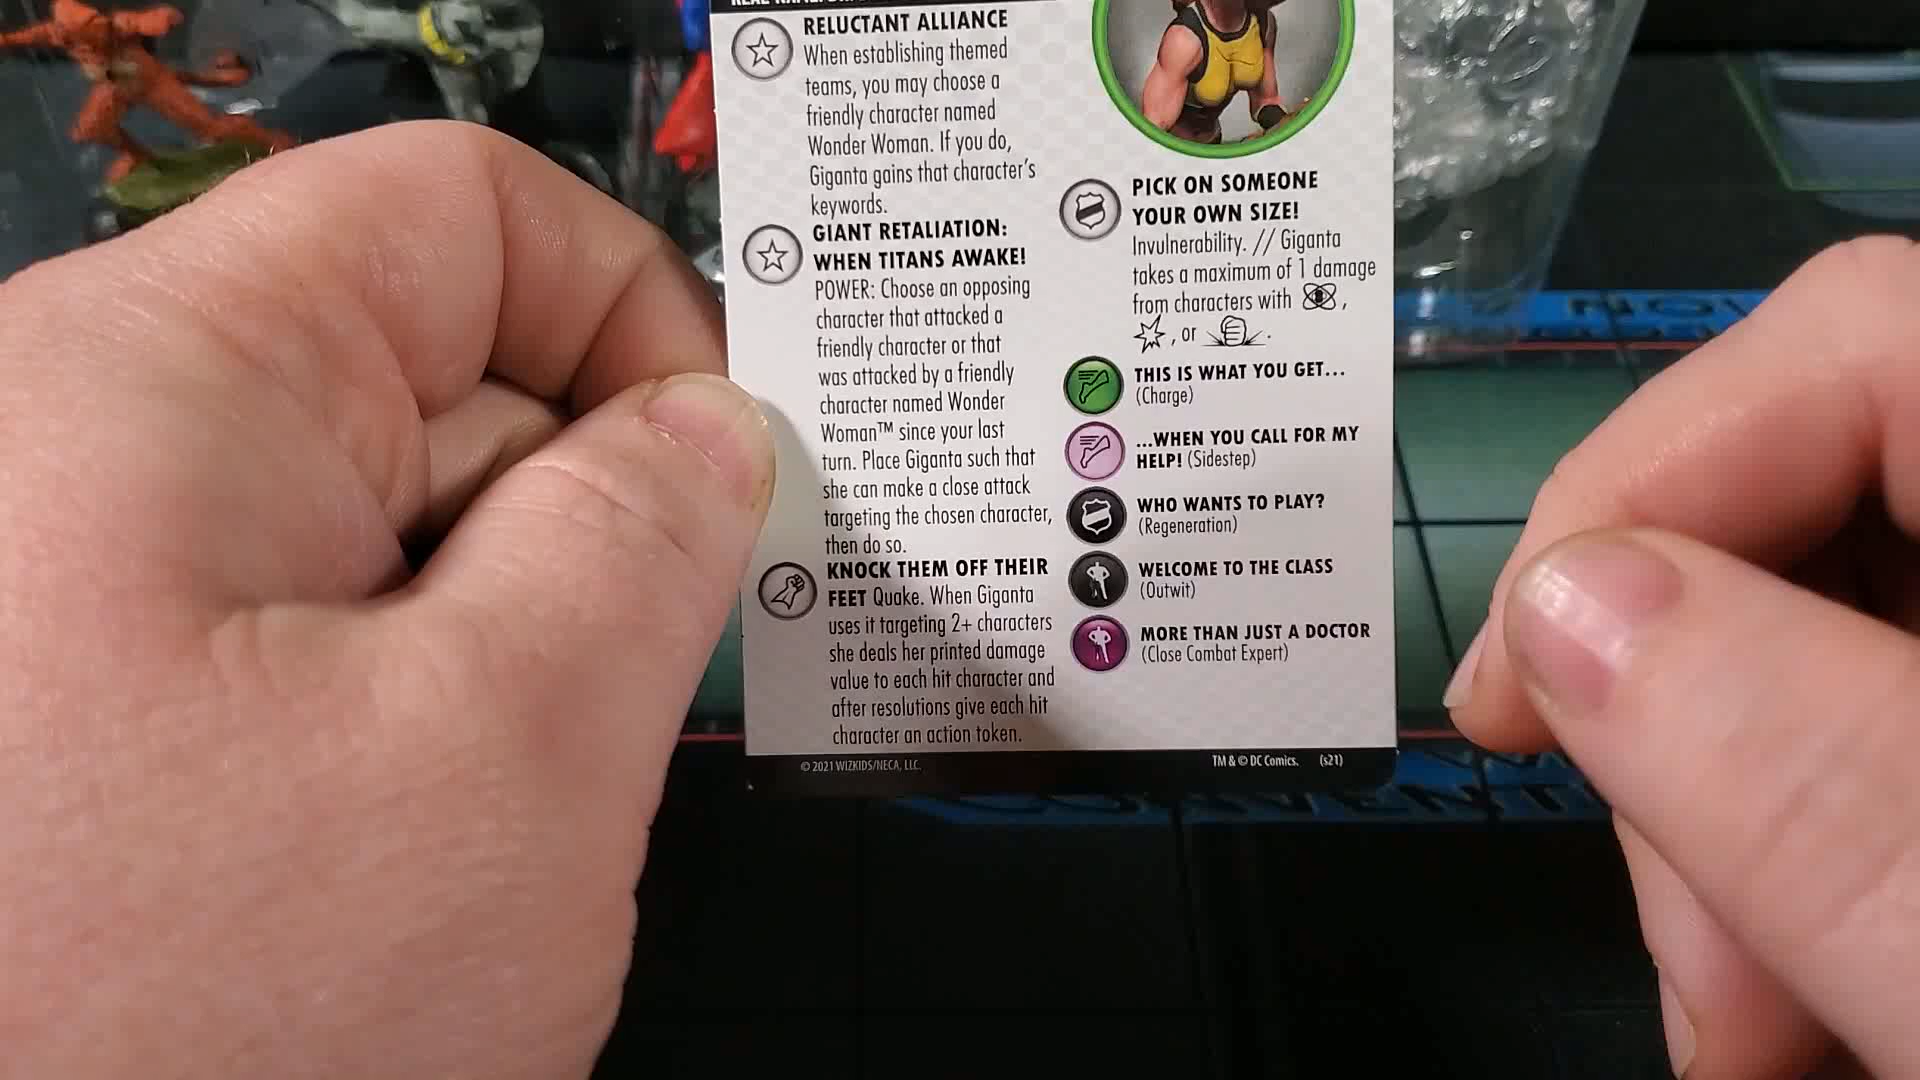 REAL NAME:
RELUCTANT ALLIANCE
When establishing themed
teams, you may choose a
friendly character named
Wonder Woman. If you do,
Giganta gains that character's
keywords.
GIANT RETALIATION:
WHEN TITANS AWAKE!
POWER: Choose an opposing
character that attacked a
friendly character or that
was attacked by a friendly
character named Wonder
Woman™ since your last
turn. Place Giganta such that
she can make a close attack
targeting the chosen character,
then do so.
KNOCK THEM OFF THEIR
FEET Quake. When Giganta
uses it targeting 2+ characters
she deals her printed damage
value to each hit character and
after resolutions give each hit
character an action token.
PICK ON SOMEONE
YOUR OWN SIZE!
Invulnerability. // Giganta
takes a maximum of 1 damage
from characters with ,
, or .
THIS IS WHAT YOU GET...
(Charge)
...WHEN YOU CALL FOR MY
HELP! (Sidestep)
WHO WANTS TO PLAY?
(Regeneration)
WELCOME TO THE CLASS
(Outwit)
MORE THAN JUST A DOCTOR
(Close Combat Expert)
© 2021 WIZKIDS/NECA, LLC.
TM & © DC Comics. (s21)